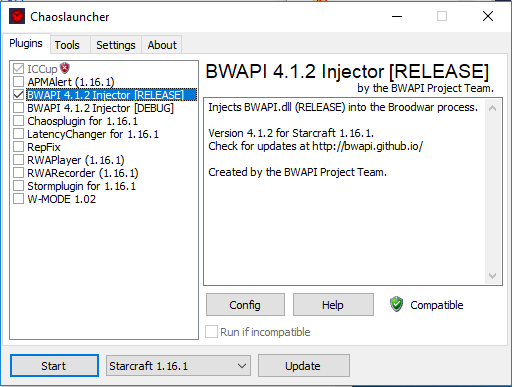 Chaoslauncher
Plugins
Tools
Settings
About
ICCup
APMAlert (1.16.1)
BWAPI 4.1.2 Injector [RELEASE]
BWAPI 4.1.2 Injector [DEBUG]
Chaosplugin for 1.16.1
LatencyChanger for 1.16.1
RepFix
RWAPlayer (1.16.1)
RWARecorder (1.16.1)
Stormplugin for 1.16.1
W-MODE 1.02
BWAPI 4.1.2 Injector [RELEASE]
by the BWAPI Project Team.
Injects BWAPI.dll (RELEASE) into the Broodwar process.
Version 4.1.2 for Starcraft 1.16.1.
Check for updates at http://bwapi.github.io/
Created by the BWAPI Project Team.
Config
Help
Compatible
Run if incompatible
Start
Starcraft 1.16.1
Update